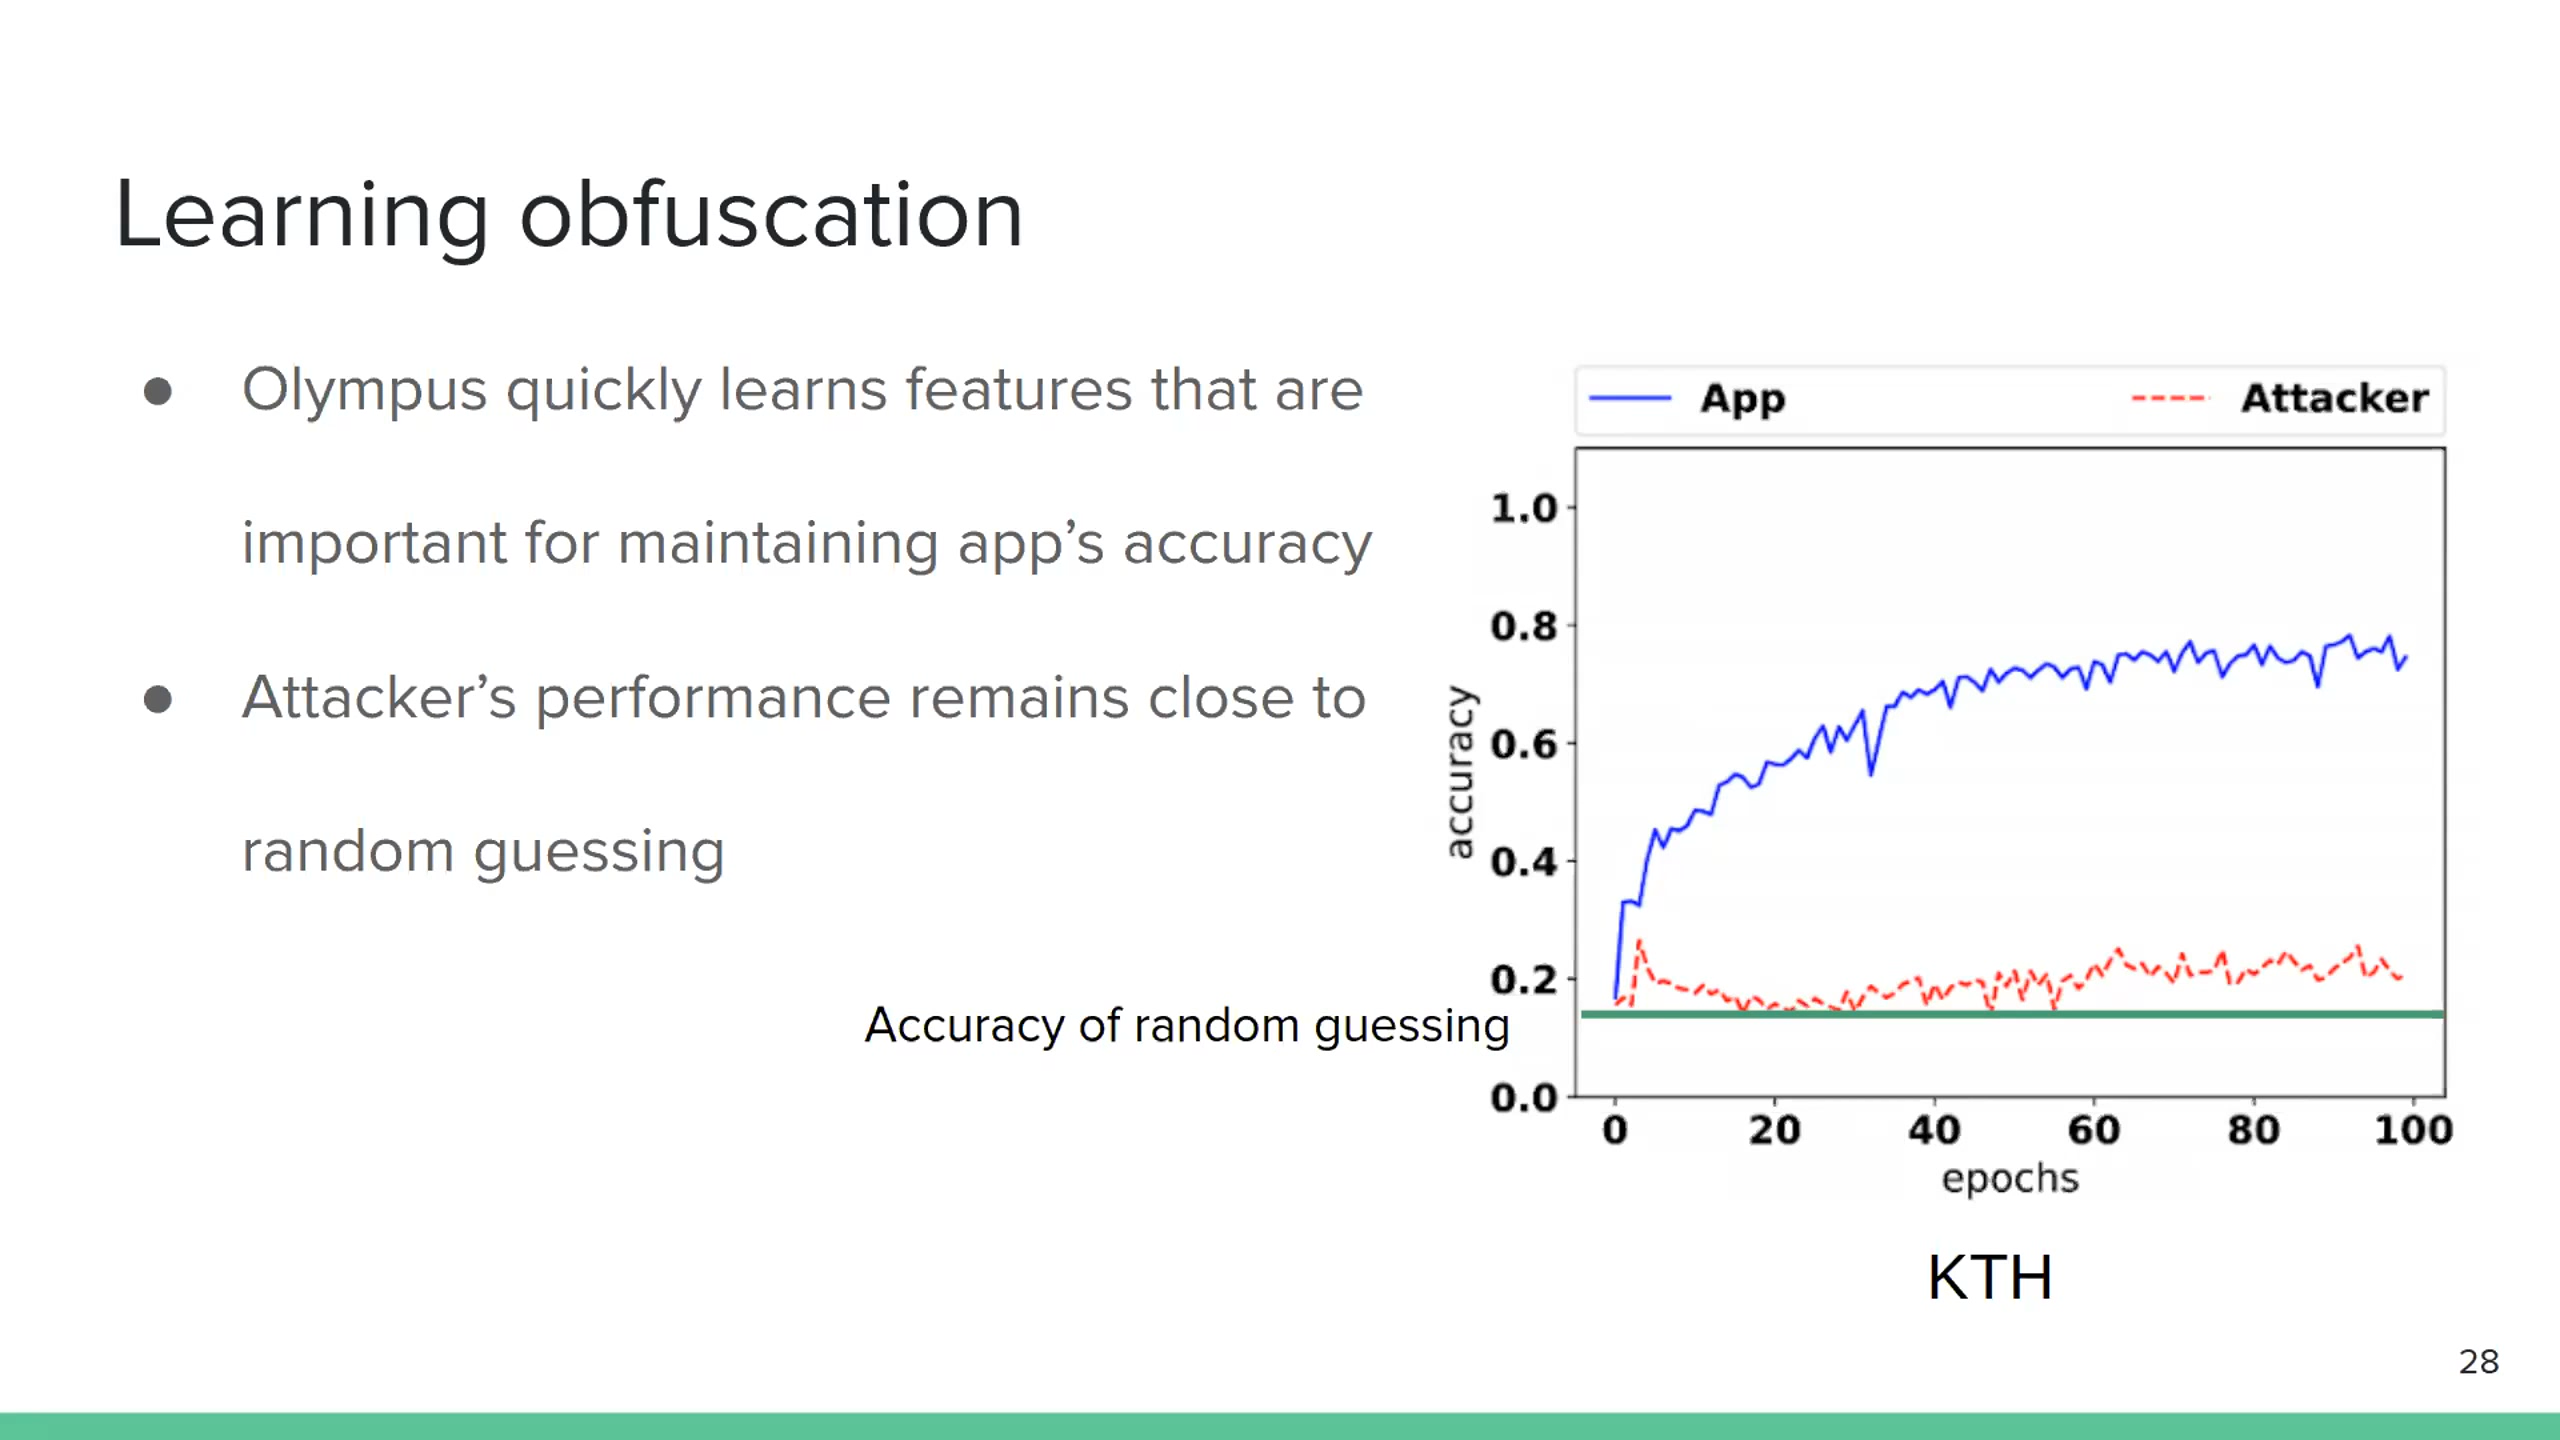 Learning obfuscation
● Olympus quickly learns features that are
important for maintaining app’s accuracy
● Attacker’s performance remains close to
random guessing
Accuracy of random guessing
App
Attacker
1.0
0.8
0.6
0.4
0.2
0.0
accuracy
0 20 40 60 80 100
epochs
KTH
28